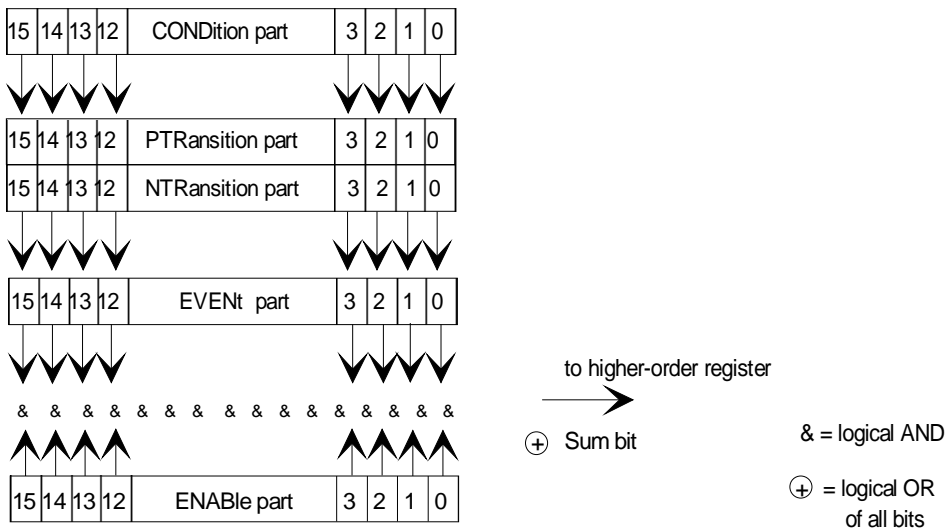 15 14 13 12 CONDition part 3 2 1 0
15 14 13 12 PTRansition part 3 2 1 0
15 14 13 12 NTRansition part 3 2 1 0
15 14 13 12 EVENt part 3 2 1 0
to higher-order register
& & & & & & & & & & & & & & & &
⊕ Sum bit
& = logical AND
15 14 13 12 ENABle part 3 2 1 0
⊕ = logical OR
of all bits